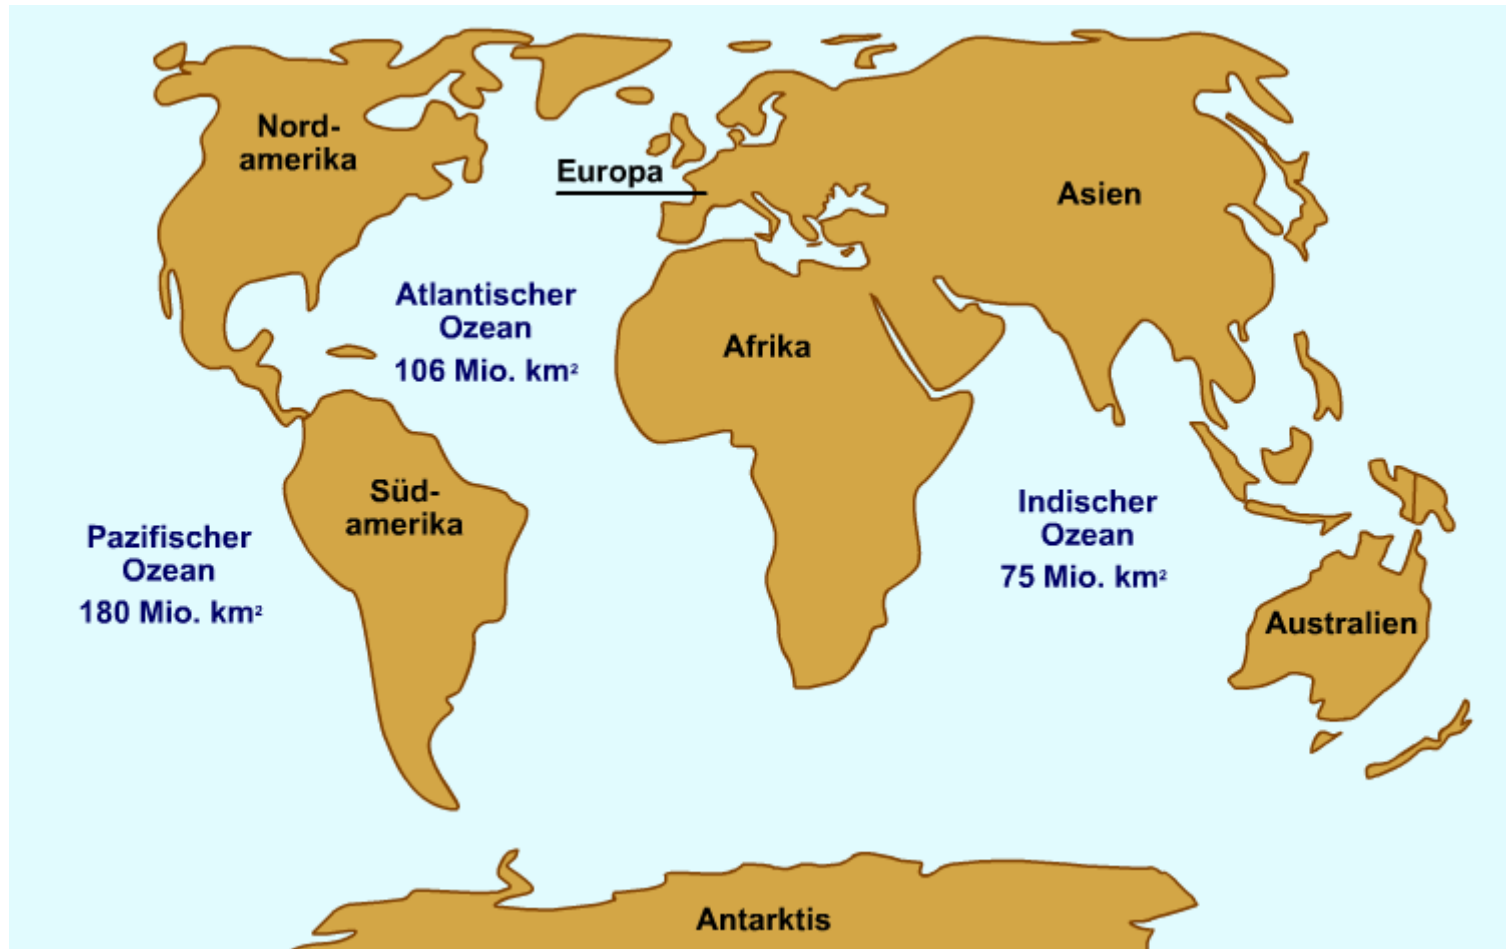 Nord-
amerika
Europa
Asien
Atlantischer
Ozean
106 Mio. km²
Afrika
Süd-
amerika
Pazifischer
Ozean
180 Mio. km²
Indischer
Ozean
75 Mio. km²
Australien
Antarktis